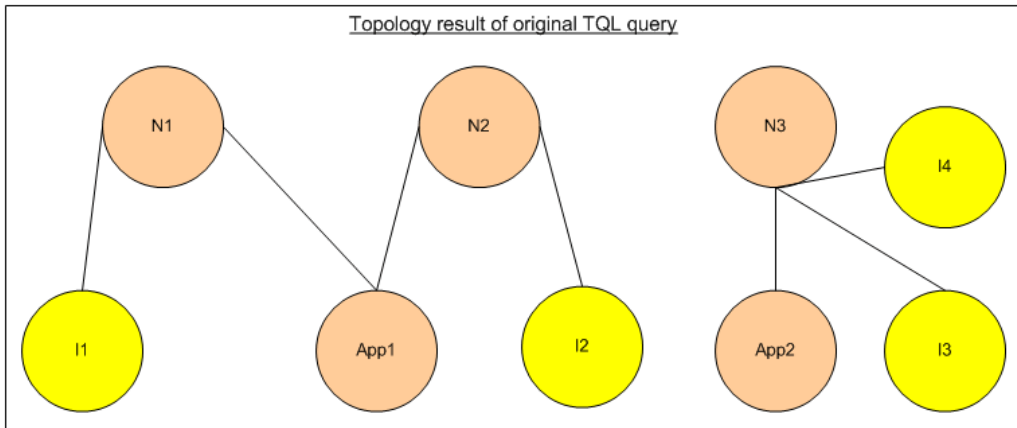 Topology result of original TQL query
N1
N2
N3
I4
I1
App1
I2
App2
I3